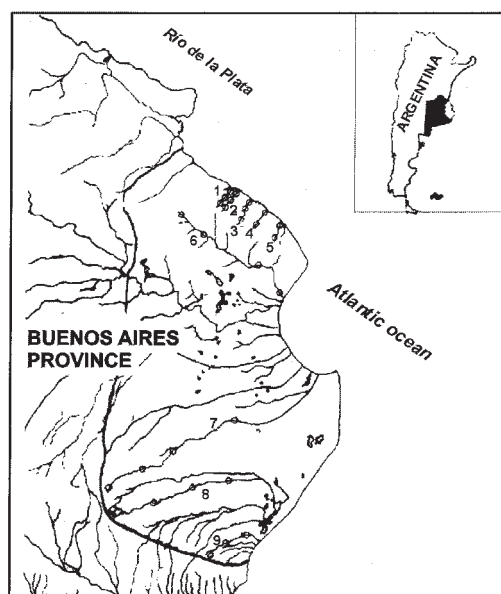 Río de la Plata
ARGENTINA
1
2
3
4
5
6
Atlantic ocean
BUENOS AIRES
PROVINCE
7
8
9